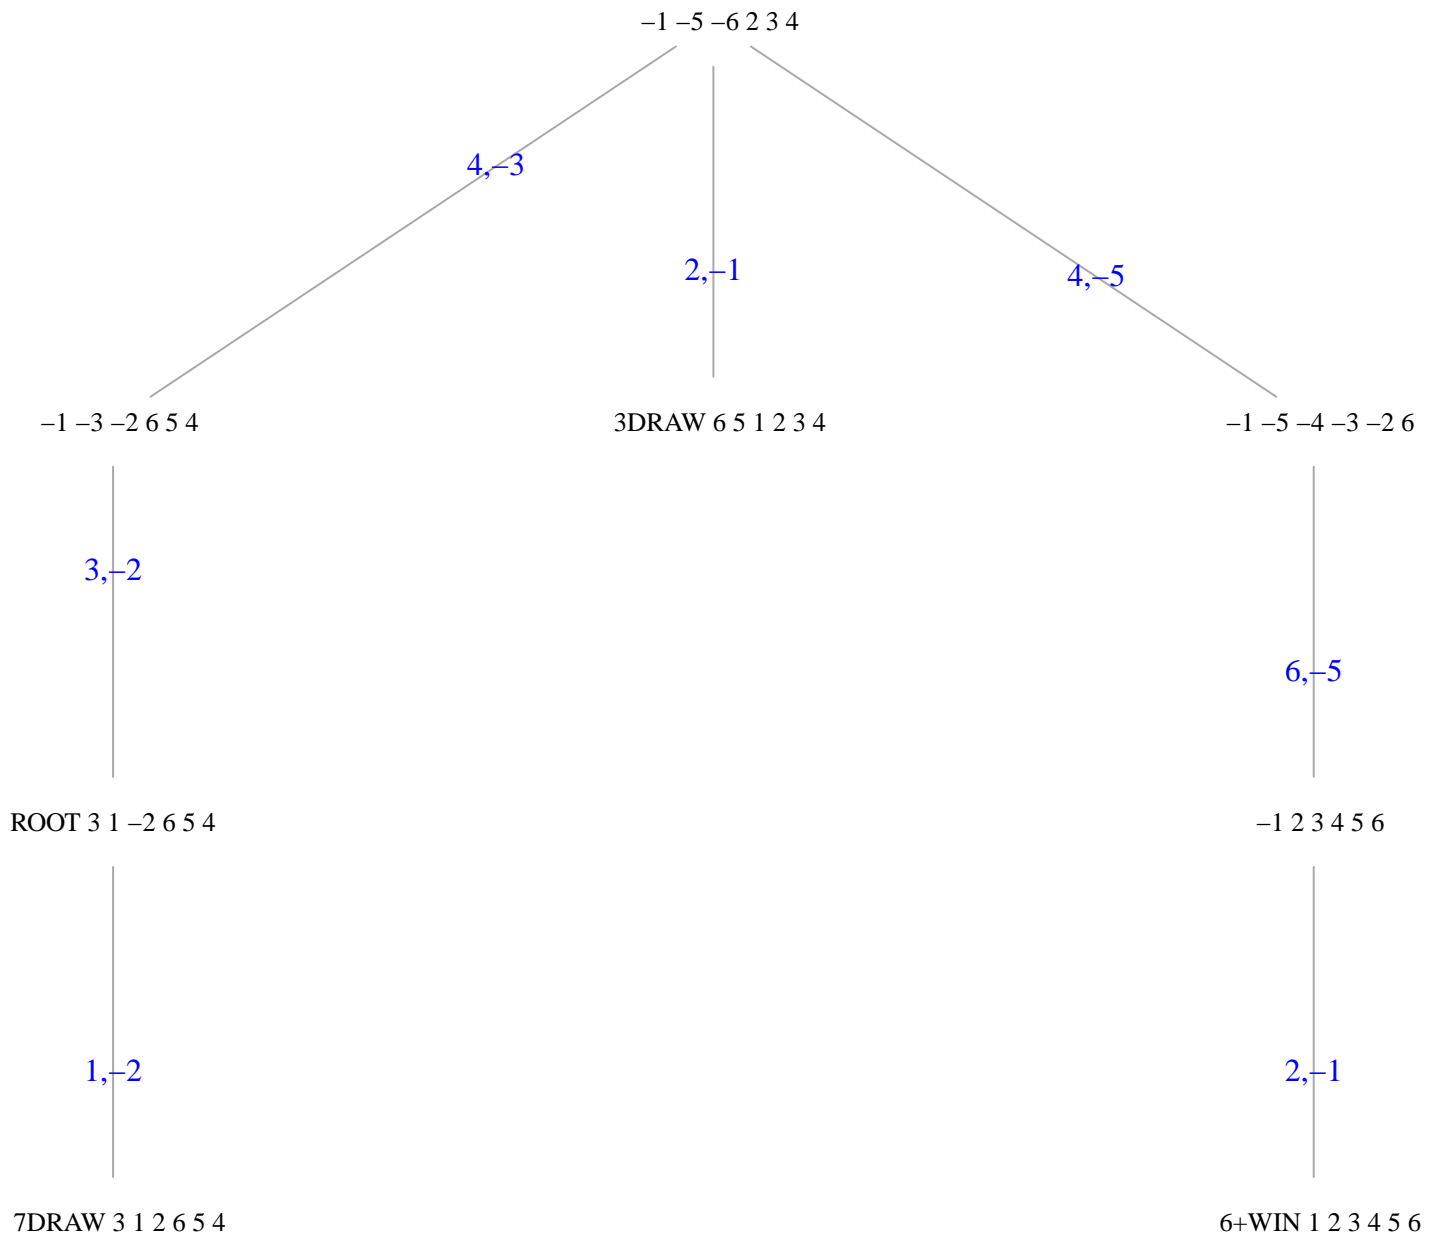 –1 –5 –6 2 3 4
4,–3
2,–1
4,–5
–1 –3 –2 6 5 4
3DRAW 6 5 1 2 3 4
–1 –5 –4 –3 –2 6
3,–2
6,–5
ROOT 3 1 –2 6 5 4
–1 2 3 4 5 6
1,–2
2,–1
7DRAW 3 1 2 6 5 4
6+WIN 1 2 3 4 5 6